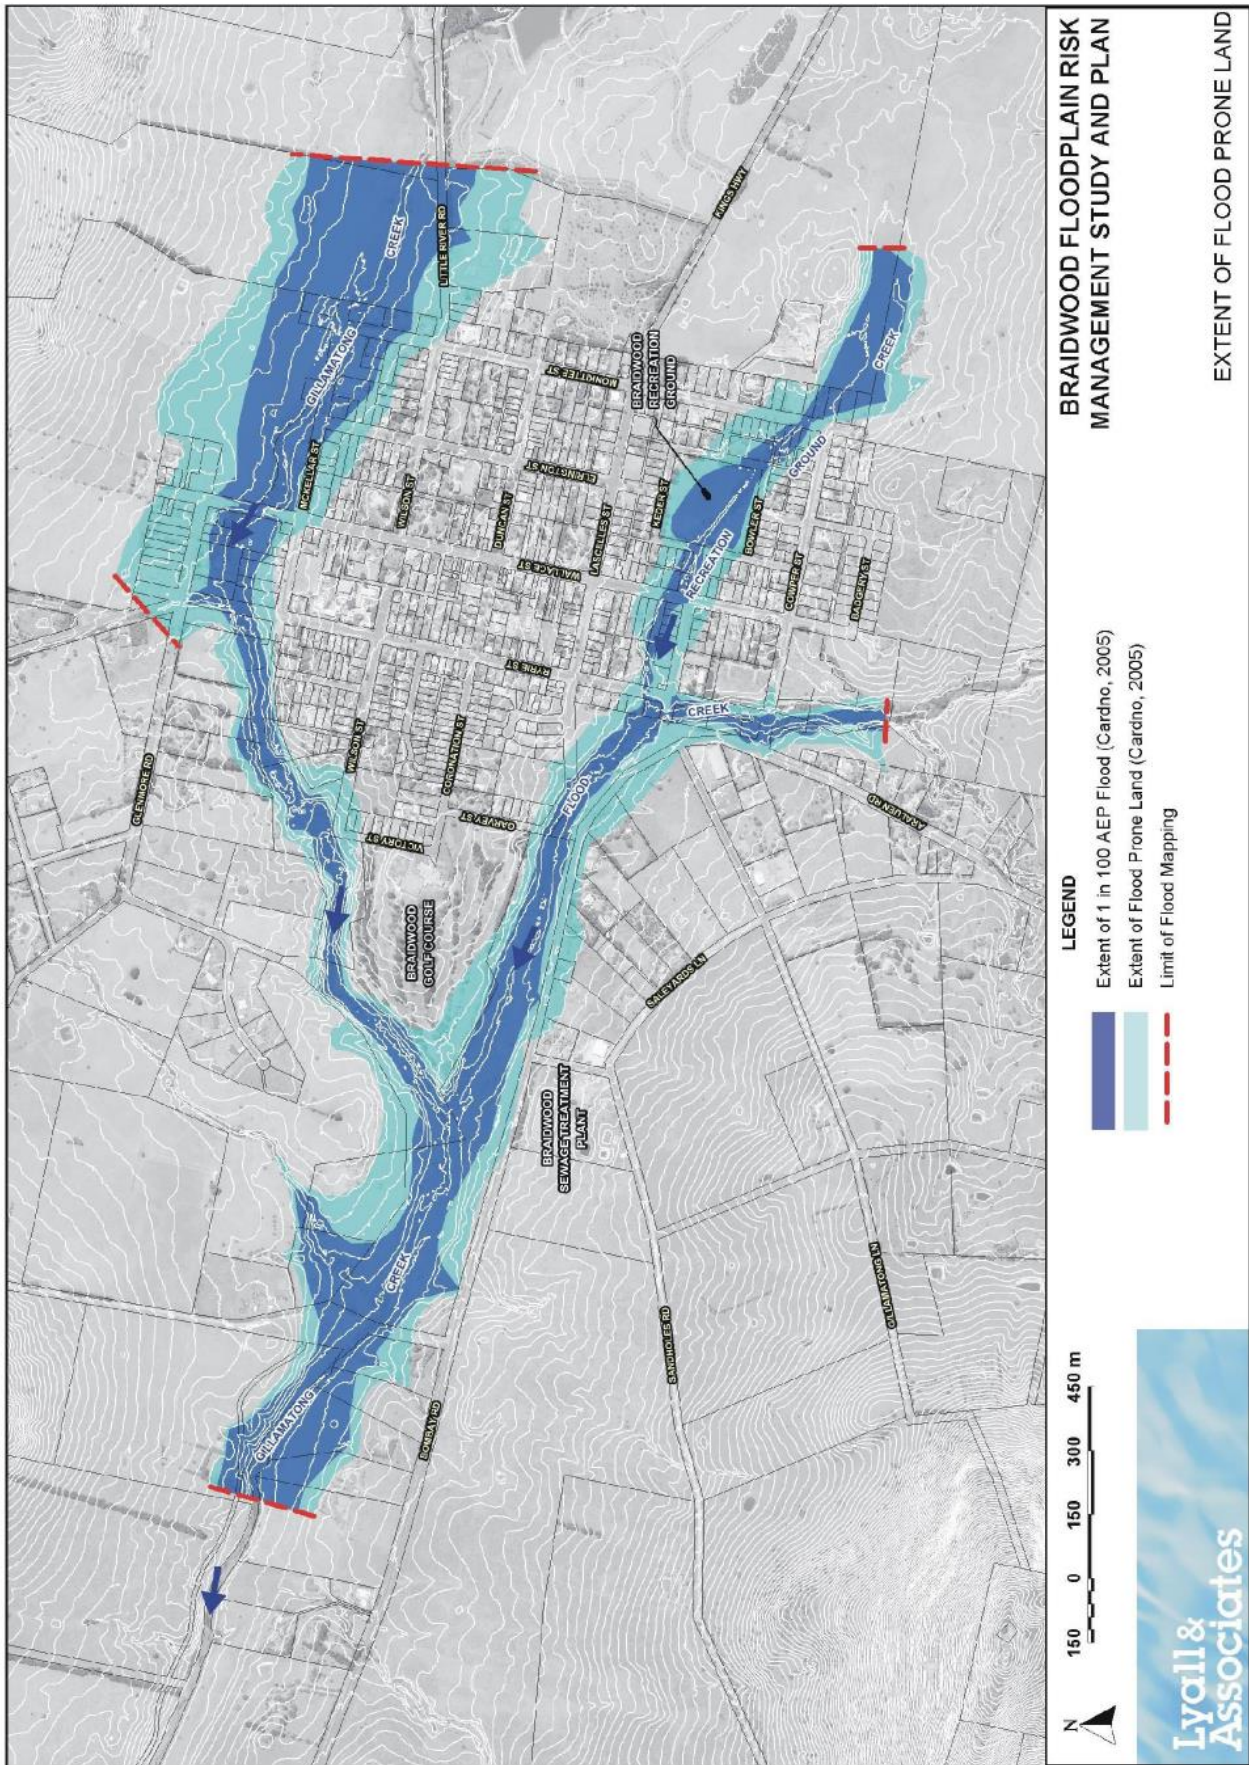 GILLAMATONG
CREEK
LITTLE RIVER RD
MCKELLAR ST
WILSON ST
DUNCAN ST
ELRINGTON ST
MONKITTEE ST
WALLACE ST
LASCELLES ST
KEDER ST
BRAIDWOOD
RECREATION
GROUND
KINGS HWY
RECREATION
GROUND
CREEK
BOWLER ST
COWPER ST
BADGERY ST
RYRIE ST
GLENMORE RD
WILSON ST
CORONATION ST
VICTORY ST
GARVEY ST
FLOOD
CREEK
ARALUEN RD
BRAIDWOOD
GOLF COURSE
SALEYARDS LN
BRAIDWOOD
SEWAGE TREATMENT
PLANT
GILLAMATONG
CREEK
BOMBAY RD
SANDHOLES RD
GILLAMATONG LN
N
150 0 150 300 450 m
Lyall &
Associates
LEGEND
Extent of 1 in 100 AEP Flood (Cardno, 2005)
Extent of Flood Prone Land (Cardno, 2005)
Limit of Flood Mapping
BRAIDWOOD FLOODPLAIN RISK
MANAGEMENT STUDY AND PLAN
EXTENT OF FLOOD PRONE LAND